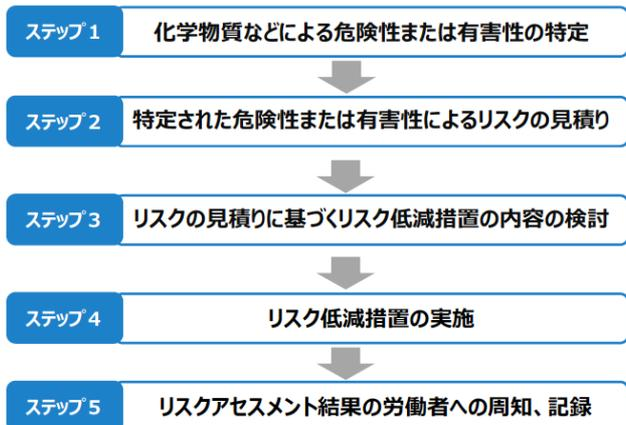 ステップ1 化学物質などによる危険性または有害性の特定
ステップ2 特定された危険性または有害性によるリスクの見積り
ステップ3 リスクの見積りに基づくリスク低減措置の内容の検討
ステップ4 リスク低減措置の実施
ステップ5 リスクアセスメント結果の労働者への周知、記録